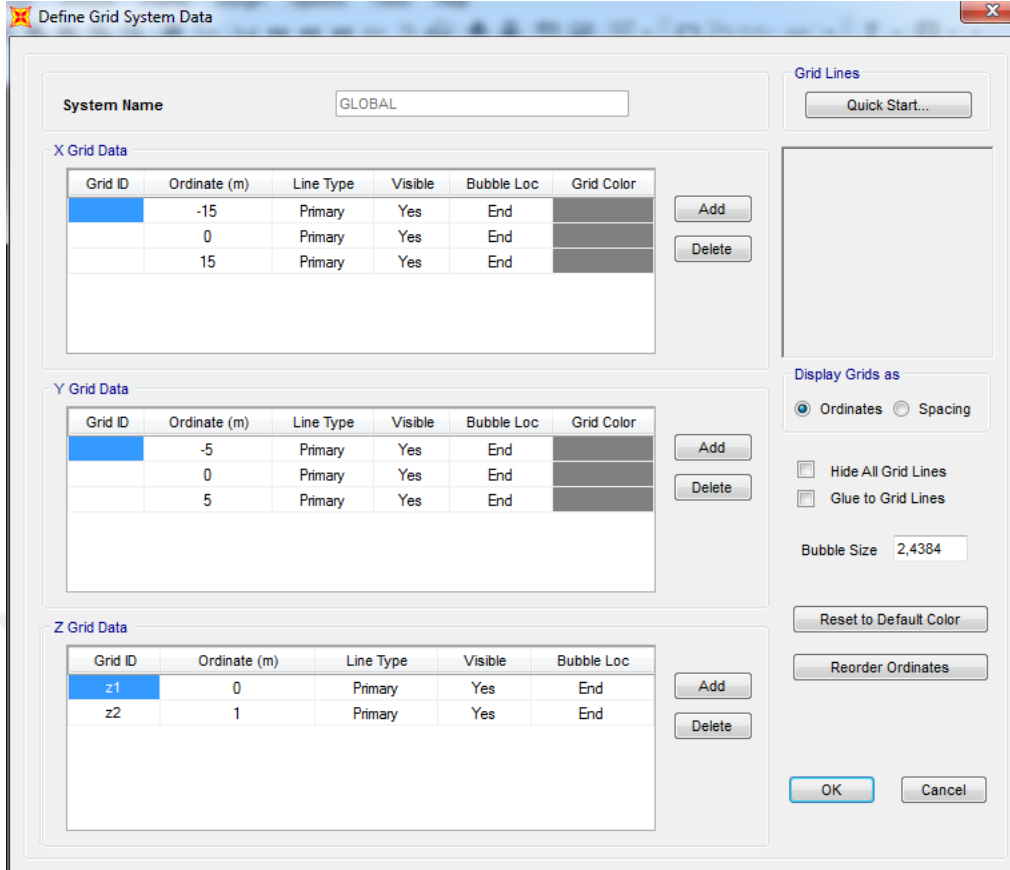 Define Grid System Data
System Name GLOBAL
Grid Lines
Quick Start...
X Grid Data
Grid ID Ordinate (m) Line Type Visible Bubble Loc Grid Color
-15 Primary Yes End
0 Primary Yes End
15 Primary Yes End
Add
Delete
Y Grid Data
Grid ID Ordinate (m) Line Type Visible Bubble Loc Grid Color
-5 Primary Yes End
0 Primary Yes End
5 Primary Yes End
Add
Delete
Display Grids as
Ordinates Spacing
Hide All Grid Lines
Glue to Grid Lines
Bubble Size 2,4384
Z Grid Data
Grid ID Ordinate (m) Line Type Visible Bubble Loc
z1 0 Primary Yes End
z2 1 Primary Yes End
Add
Delete
Reset to Default Color
Reorder Ordinates
OK Cancel